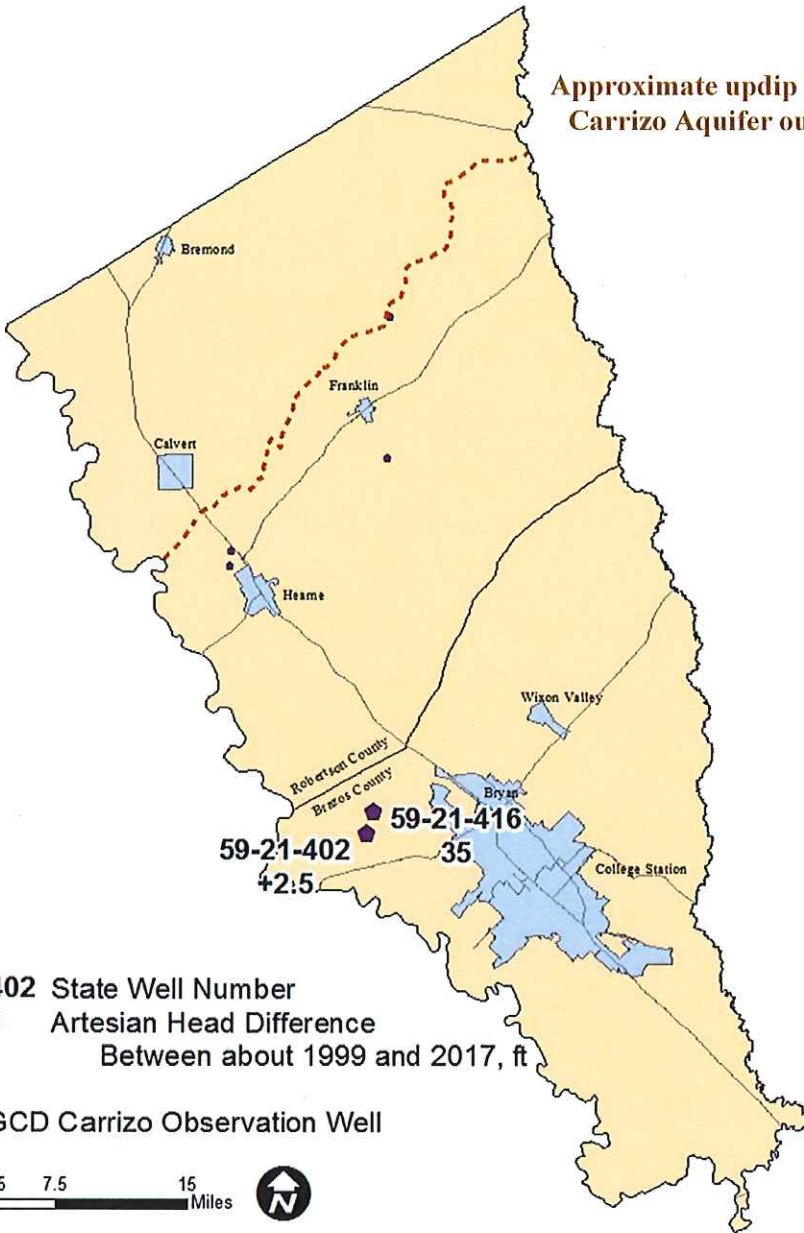 Approximate updip
Carrizo Aquifer ou
Bremond
Franklin
Calvert
Hearne
Wixon Valley
Robertson County
Brazos County
Bryan
59-21-416
35
59-21-402
+2.5
College Station
402 State Well Number
Artesian Head Difference
Between about 1999 and 2017, ft
GCD Carrizo Observation Well
5 7.5 15
Miles
N